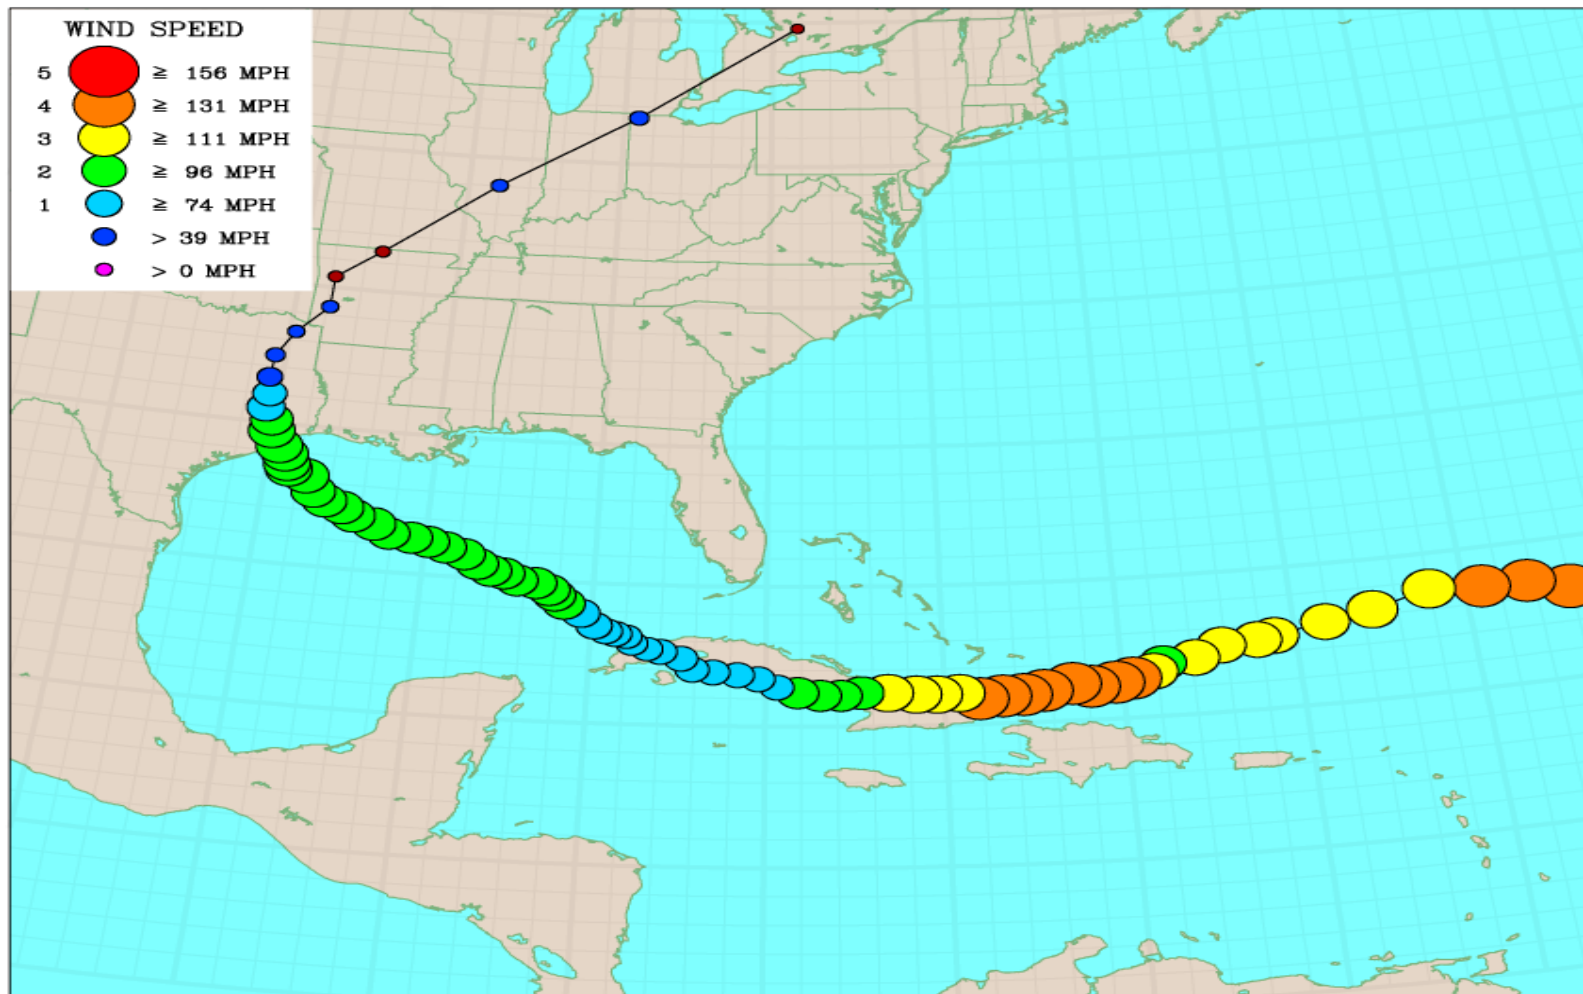 WIND SPEED
5 ≥ 156 MPH
4 ≥ 131 MPH
3 ≥ 111 MPH
2 ≥ 96 MPH
1 ≥ 74 MPH
> 39 MPH
> 0 MPH